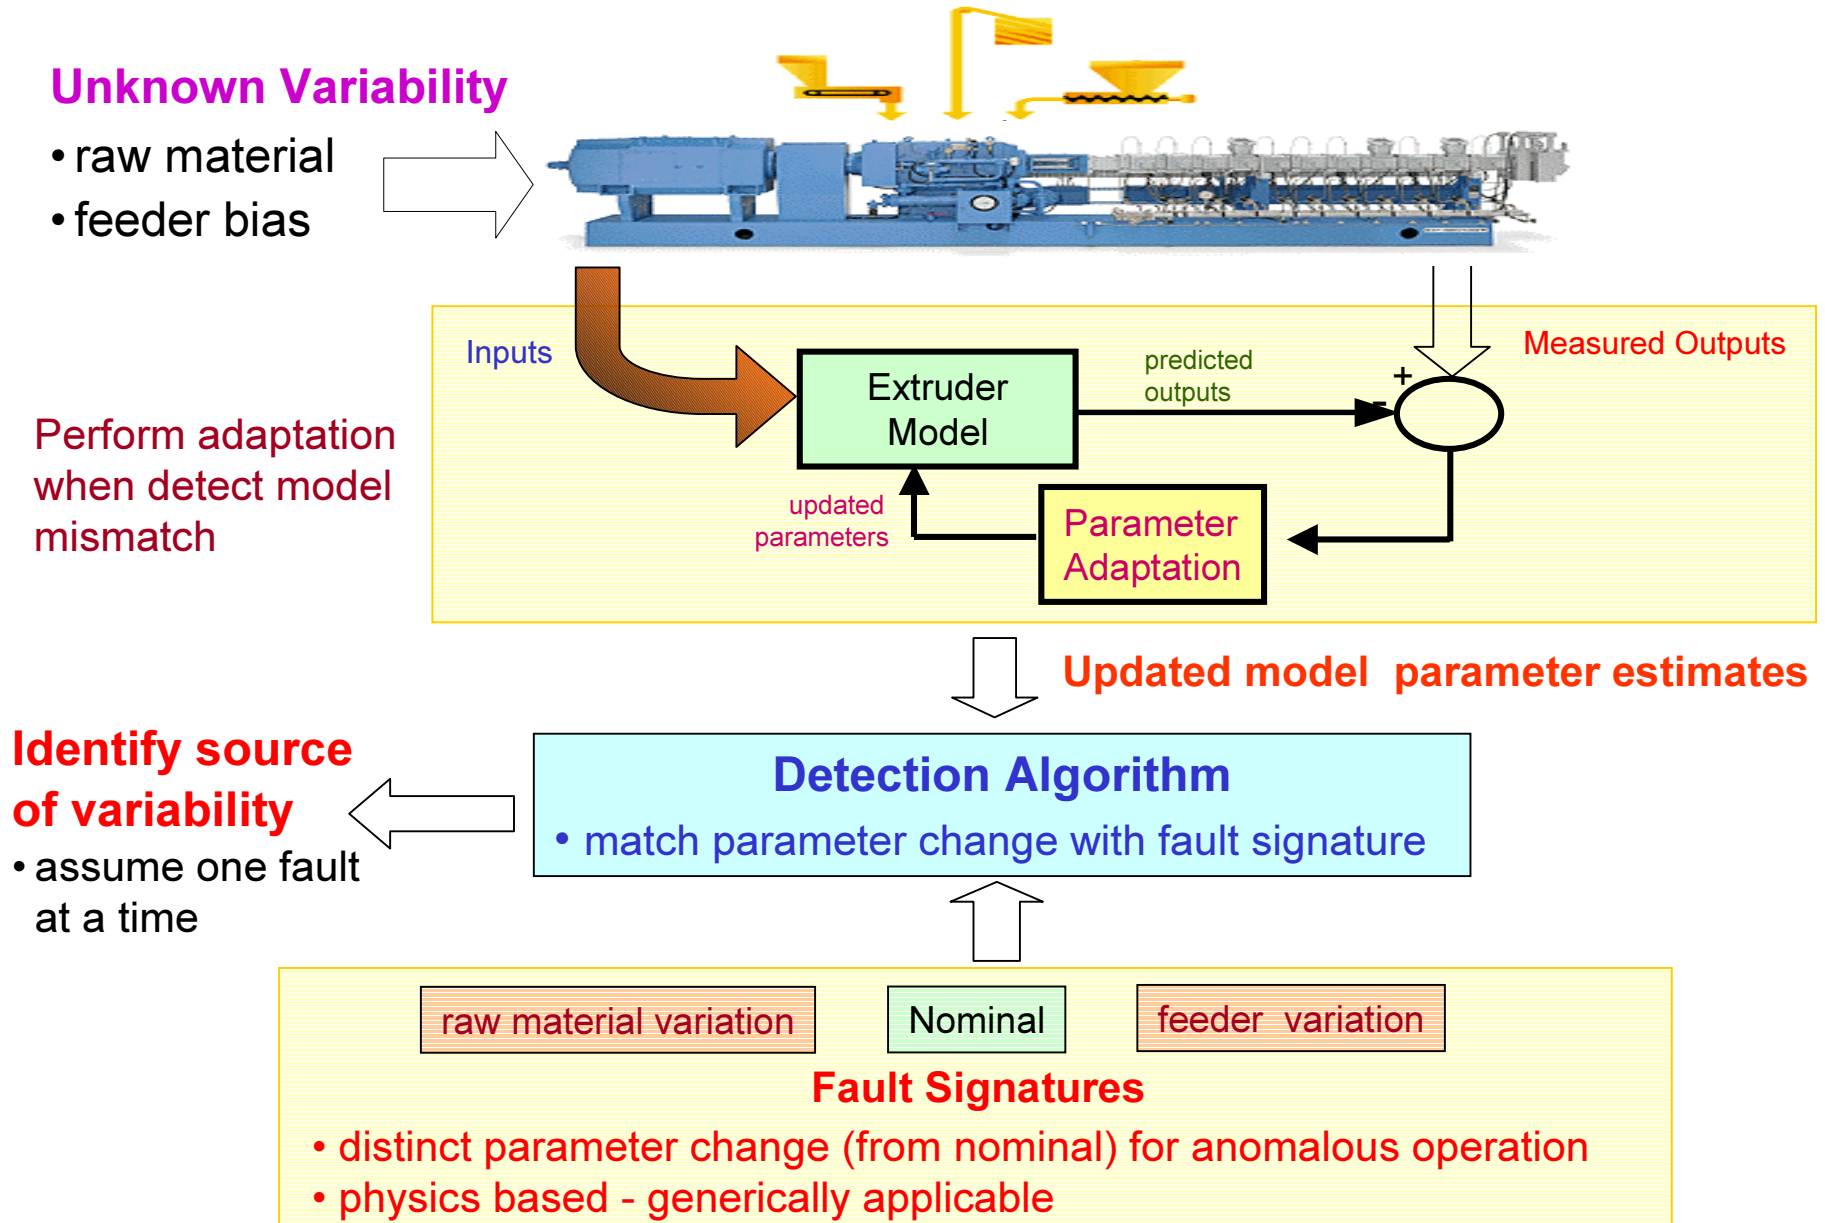 Unknown Variability
• raw material
• feeder bias
Inputs
Extruder
Model
predicted
outputs
+
-
Measured Outputs
Perform adaptation
when detect model
mismatch
updated
parameters
Parameter
Adaptation
Updated model parameter estimates
Identify source
of variability
• assume one fault
at a time
Detection Algorithm
• match parameter change with fault signature
raw material variation
Nominal
feeder variation
Fault Signatures
• distinct parameter change (from nominal) for anomalous operation
• physics based - generically applicable